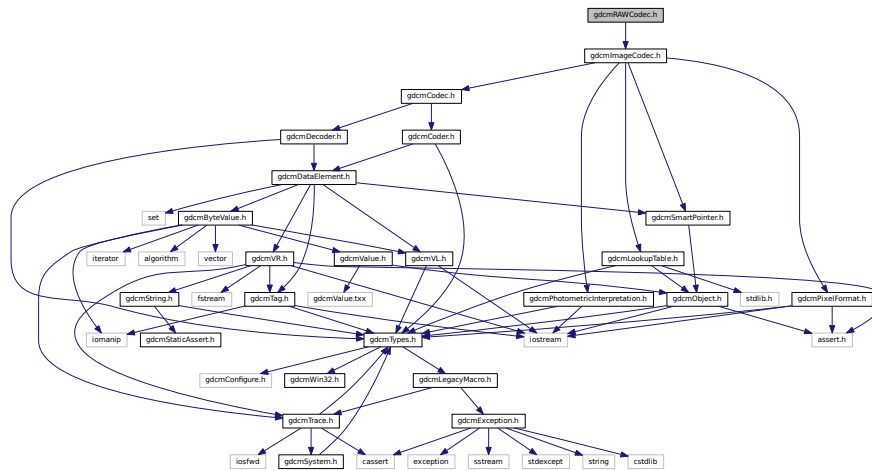 gdcmRAWCodec.h
gdcmImageCodec.h
gdcmCodec.h
gdcmDecoder.h gdcmCoder.h
gdcmDataElement.h
set gdcmByteValue.h gdcmSmartPointer.h
iterator algorithm vector gdcmVR.h gdcmValue.h gdcmVL.h gdcmLookupTable.h
gdcmString.h fstream gdcmTag.h gdcmValue.txx gdcmPhotometricInterpretation.h gdcmObject.h stdlib.h gdcmPixelFormat.h
iomanip gdcmStaticAssert.h gdcmTypes.h iostream assert.h
gdcmConfigure.h gdcmWin32.h gdcmLegacyMacro.h
gdcmTrace.h gdcmException.h
iosfwd gdcmSystem.h cassert exception sstream stdexcept string cstdlib